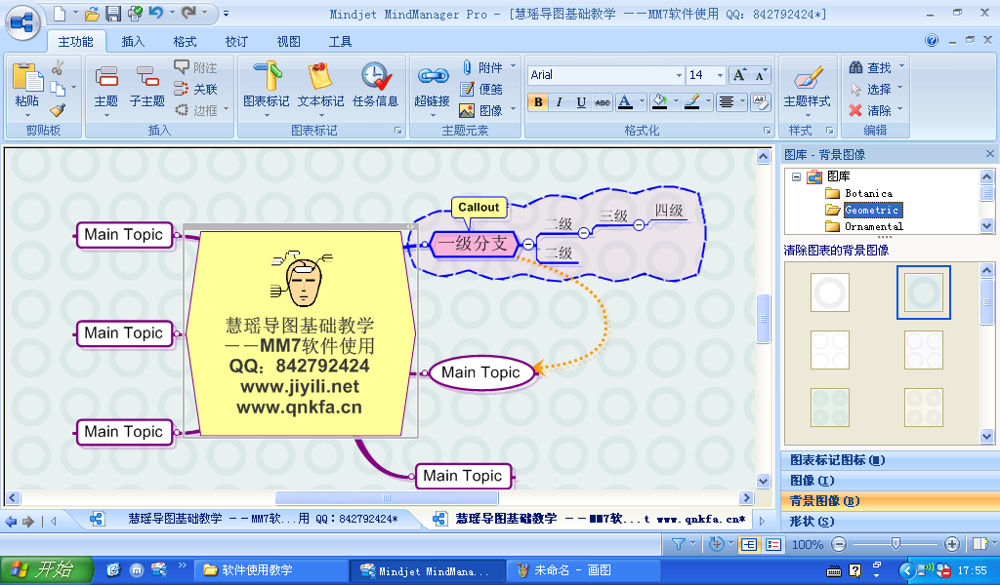 Mindjet MindManager Pro - [慧瑶导图基础教学 －－MM7软件使用 QQ：842792424*]
主功能 插入 格式 校订 视图 工具
粘贴
剪贴板
主题 子主题 附注
关联
边框
插入
图表标记 文本标记 任务信息
图表标记
超链接 附件
便笺
图像
主题元素
Arial 14 A A
B I U ABC A
格式化
主题样式
样式
查找
选择
清除
编辑
Callout
一级分支
二级
三级
四级
二级
Main Topic
Main Topic
Main Topic
慧瑶导图基础教学
－－MM7软件使用
QQ：842792424
www.jiyili.net
www.qnkfa.cn
Main Topic
Main Topic
图库 - 背景图像
图库
Botanica
Geometric
Ornamental
清除图表的背景图像
图表标记图标(M)
图像(I)
背景图像(B)
形状(S)
慧瑶导图基础教学 －－MM7软...用 QQ：842792424*
慧瑶导图基础教学 －－MM7软...t www.qnkfa.cn*
100%
开始
软件使用教学
Mindjet MindMana...
未命名 - 画图
17:55